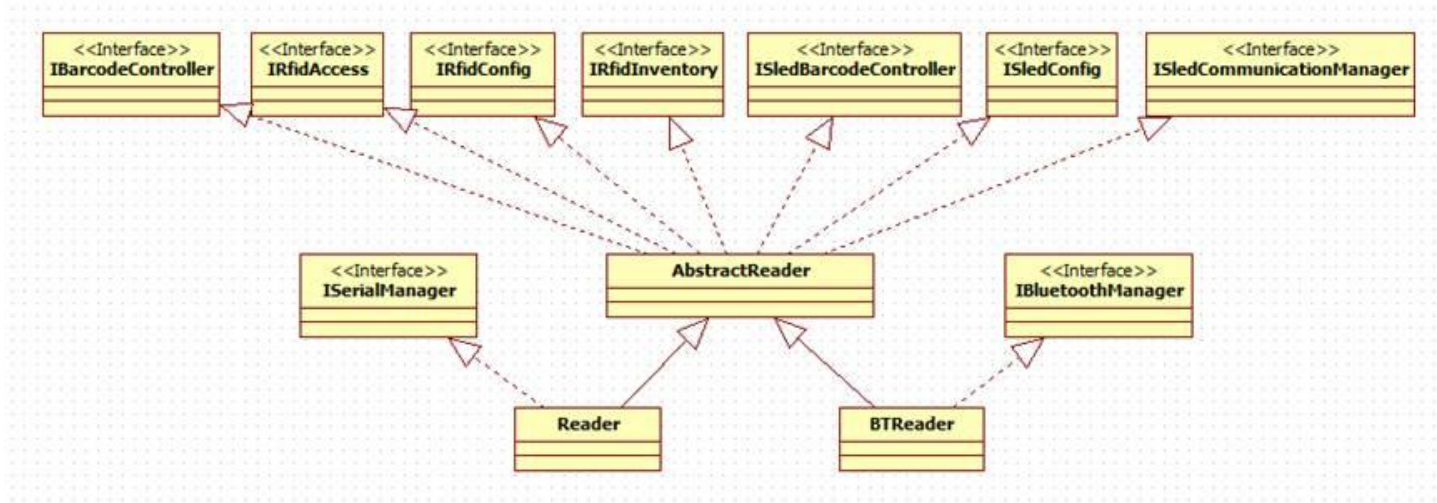 <<Interface>>
IBarcodeController
<<Interface>>
IRfidAccess
<<Interface>>
IRfidConfig
<<Interface>>
IRfidInventory
<<Interface>>
ISledBarcodeController
<<Interface>>
ISledConfig
<<Interface>>
ISledCommunicationManager
<<Interface>>
ISerialManager
AbstractReader
<<Interface>>
IBluetoothManager
Reader
BTReader